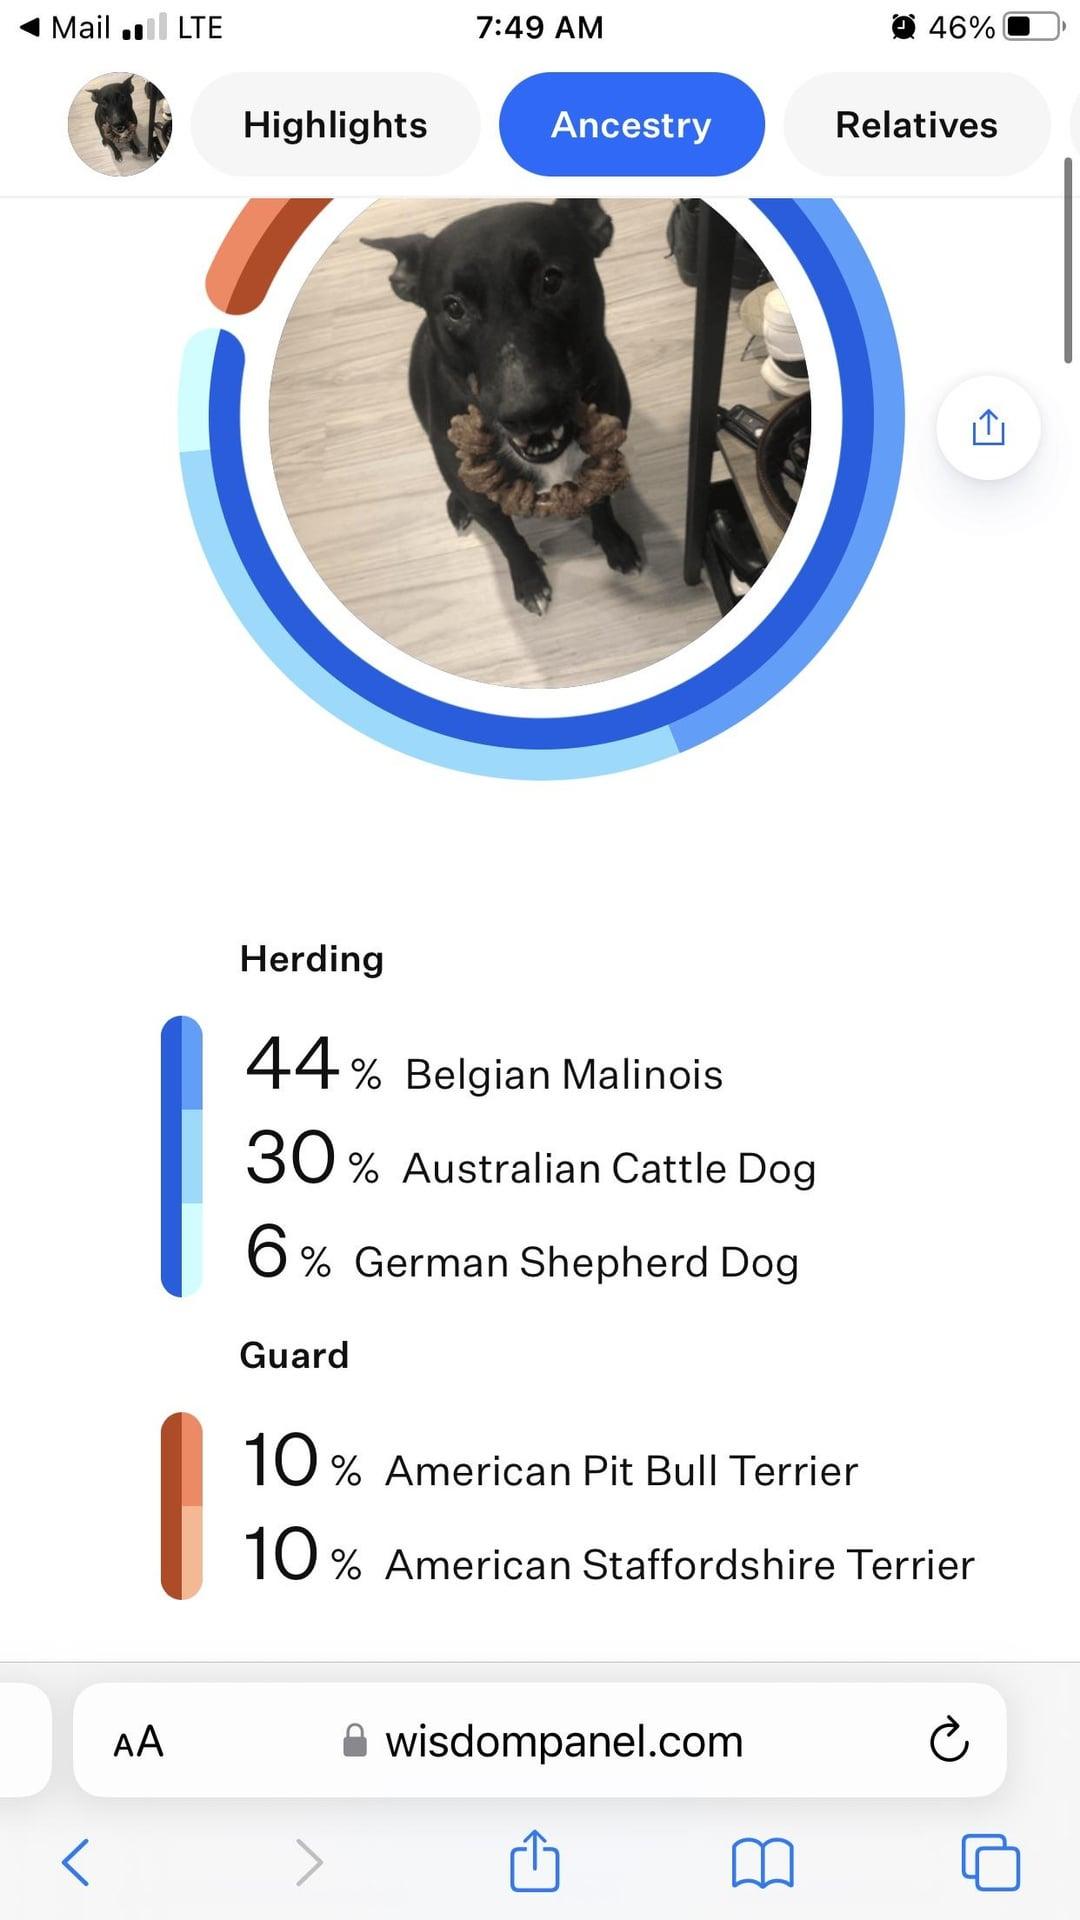 ◀ Mail LTE 7:49 AM 46%
Highlights Ancestry Relatives
Herding
44 % Belgian Malinois
30 % Australian Cattle Dog
6 % German Shepherd Dog
Guard
10 % American Pit Bull Terrier
10 % American Staffordshire Terrier
AA wisdompanel.com